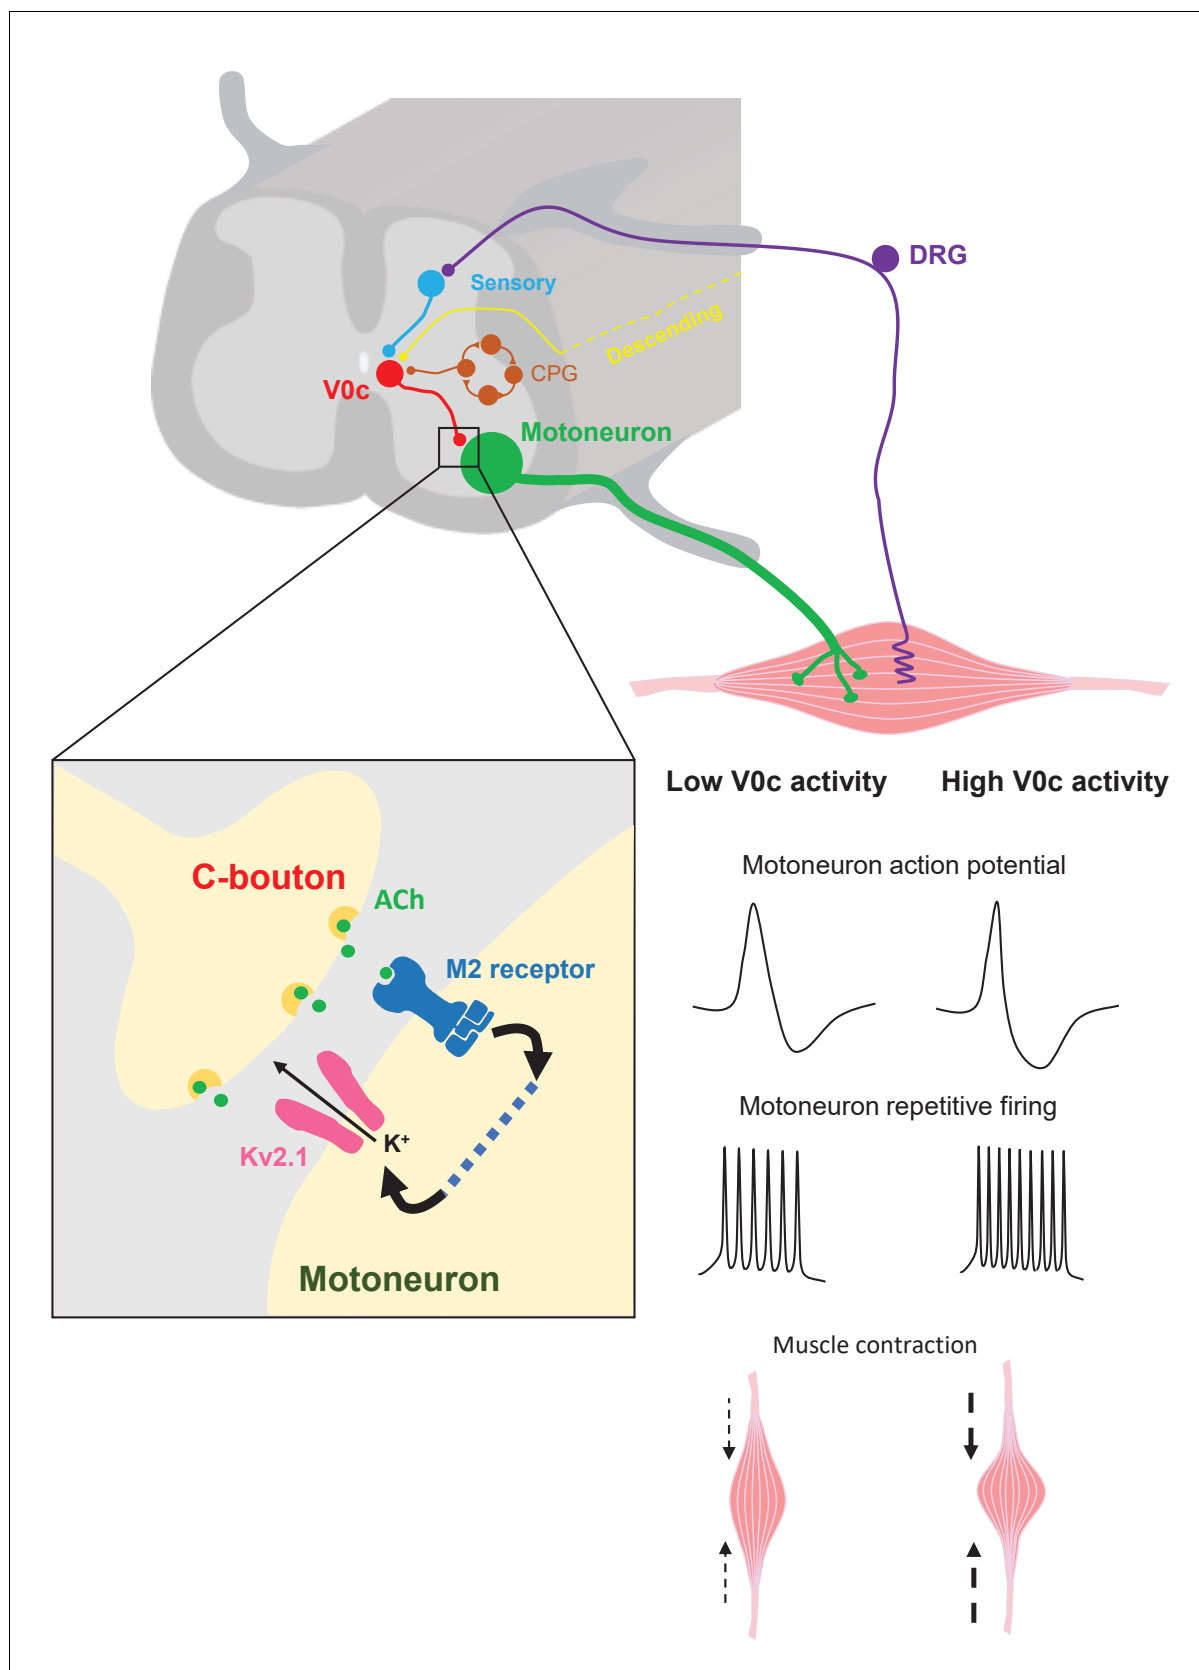 DRG
Sensory
Descending
CPG
V0c
Motoneuron
Low V0c activity
High V0c activity
C-bouton
ACh
M2 receptor
Kv2.1
K⁺
Motoneuron
Motoneuron action potential
Motoneuron repetitive firing
Muscle contraction